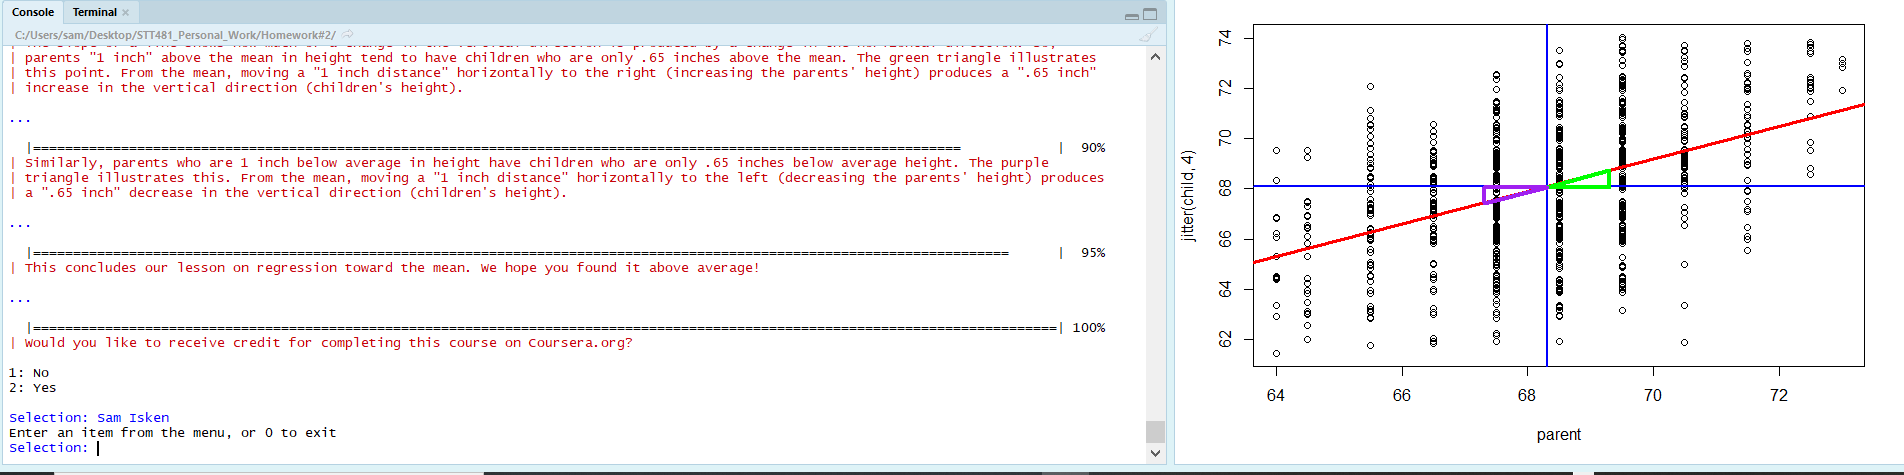 Console Terminal ×
C:/Users/sam/Desktop/STT481_Personal_Work/Homework#2/
| parents "1 inch" above the mean in height tend to have children who are only .65 inches above the mean. The green triangle illustrates
| this point. From the mean, moving a "1 inch distance" horizontally to the right (increasing the parents' height) produces a ".65 inch"
| increase in the vertical direction (children's height).
...
|======================================================================================================================| 90%
| Similarly, parents who are 1 inch below average in height have children who are only .65 inches below average height. The purple
| triangle illustrates this. From the mean, moving a "1 inch distance" horizontally to the left (decreasing the parents' height) produces
| a ".65 inch" decrease in the vertical direction (children's height).
...
|============================================================================================================================| 95%
| This concludes our lesson on regression toward the mean. We hope you found it above average!
...
|==================================================================================================================================| 100%
| Would you like to receive credit for completing this course on Coursera.org?
1: No
2: Yes
Selection: Sam Isken
Enter an item from the menu, or 0 to exit
Selection:
jitter(child, 4)
74
72
70
68
66
64
62
64 66 68 70 72
parent